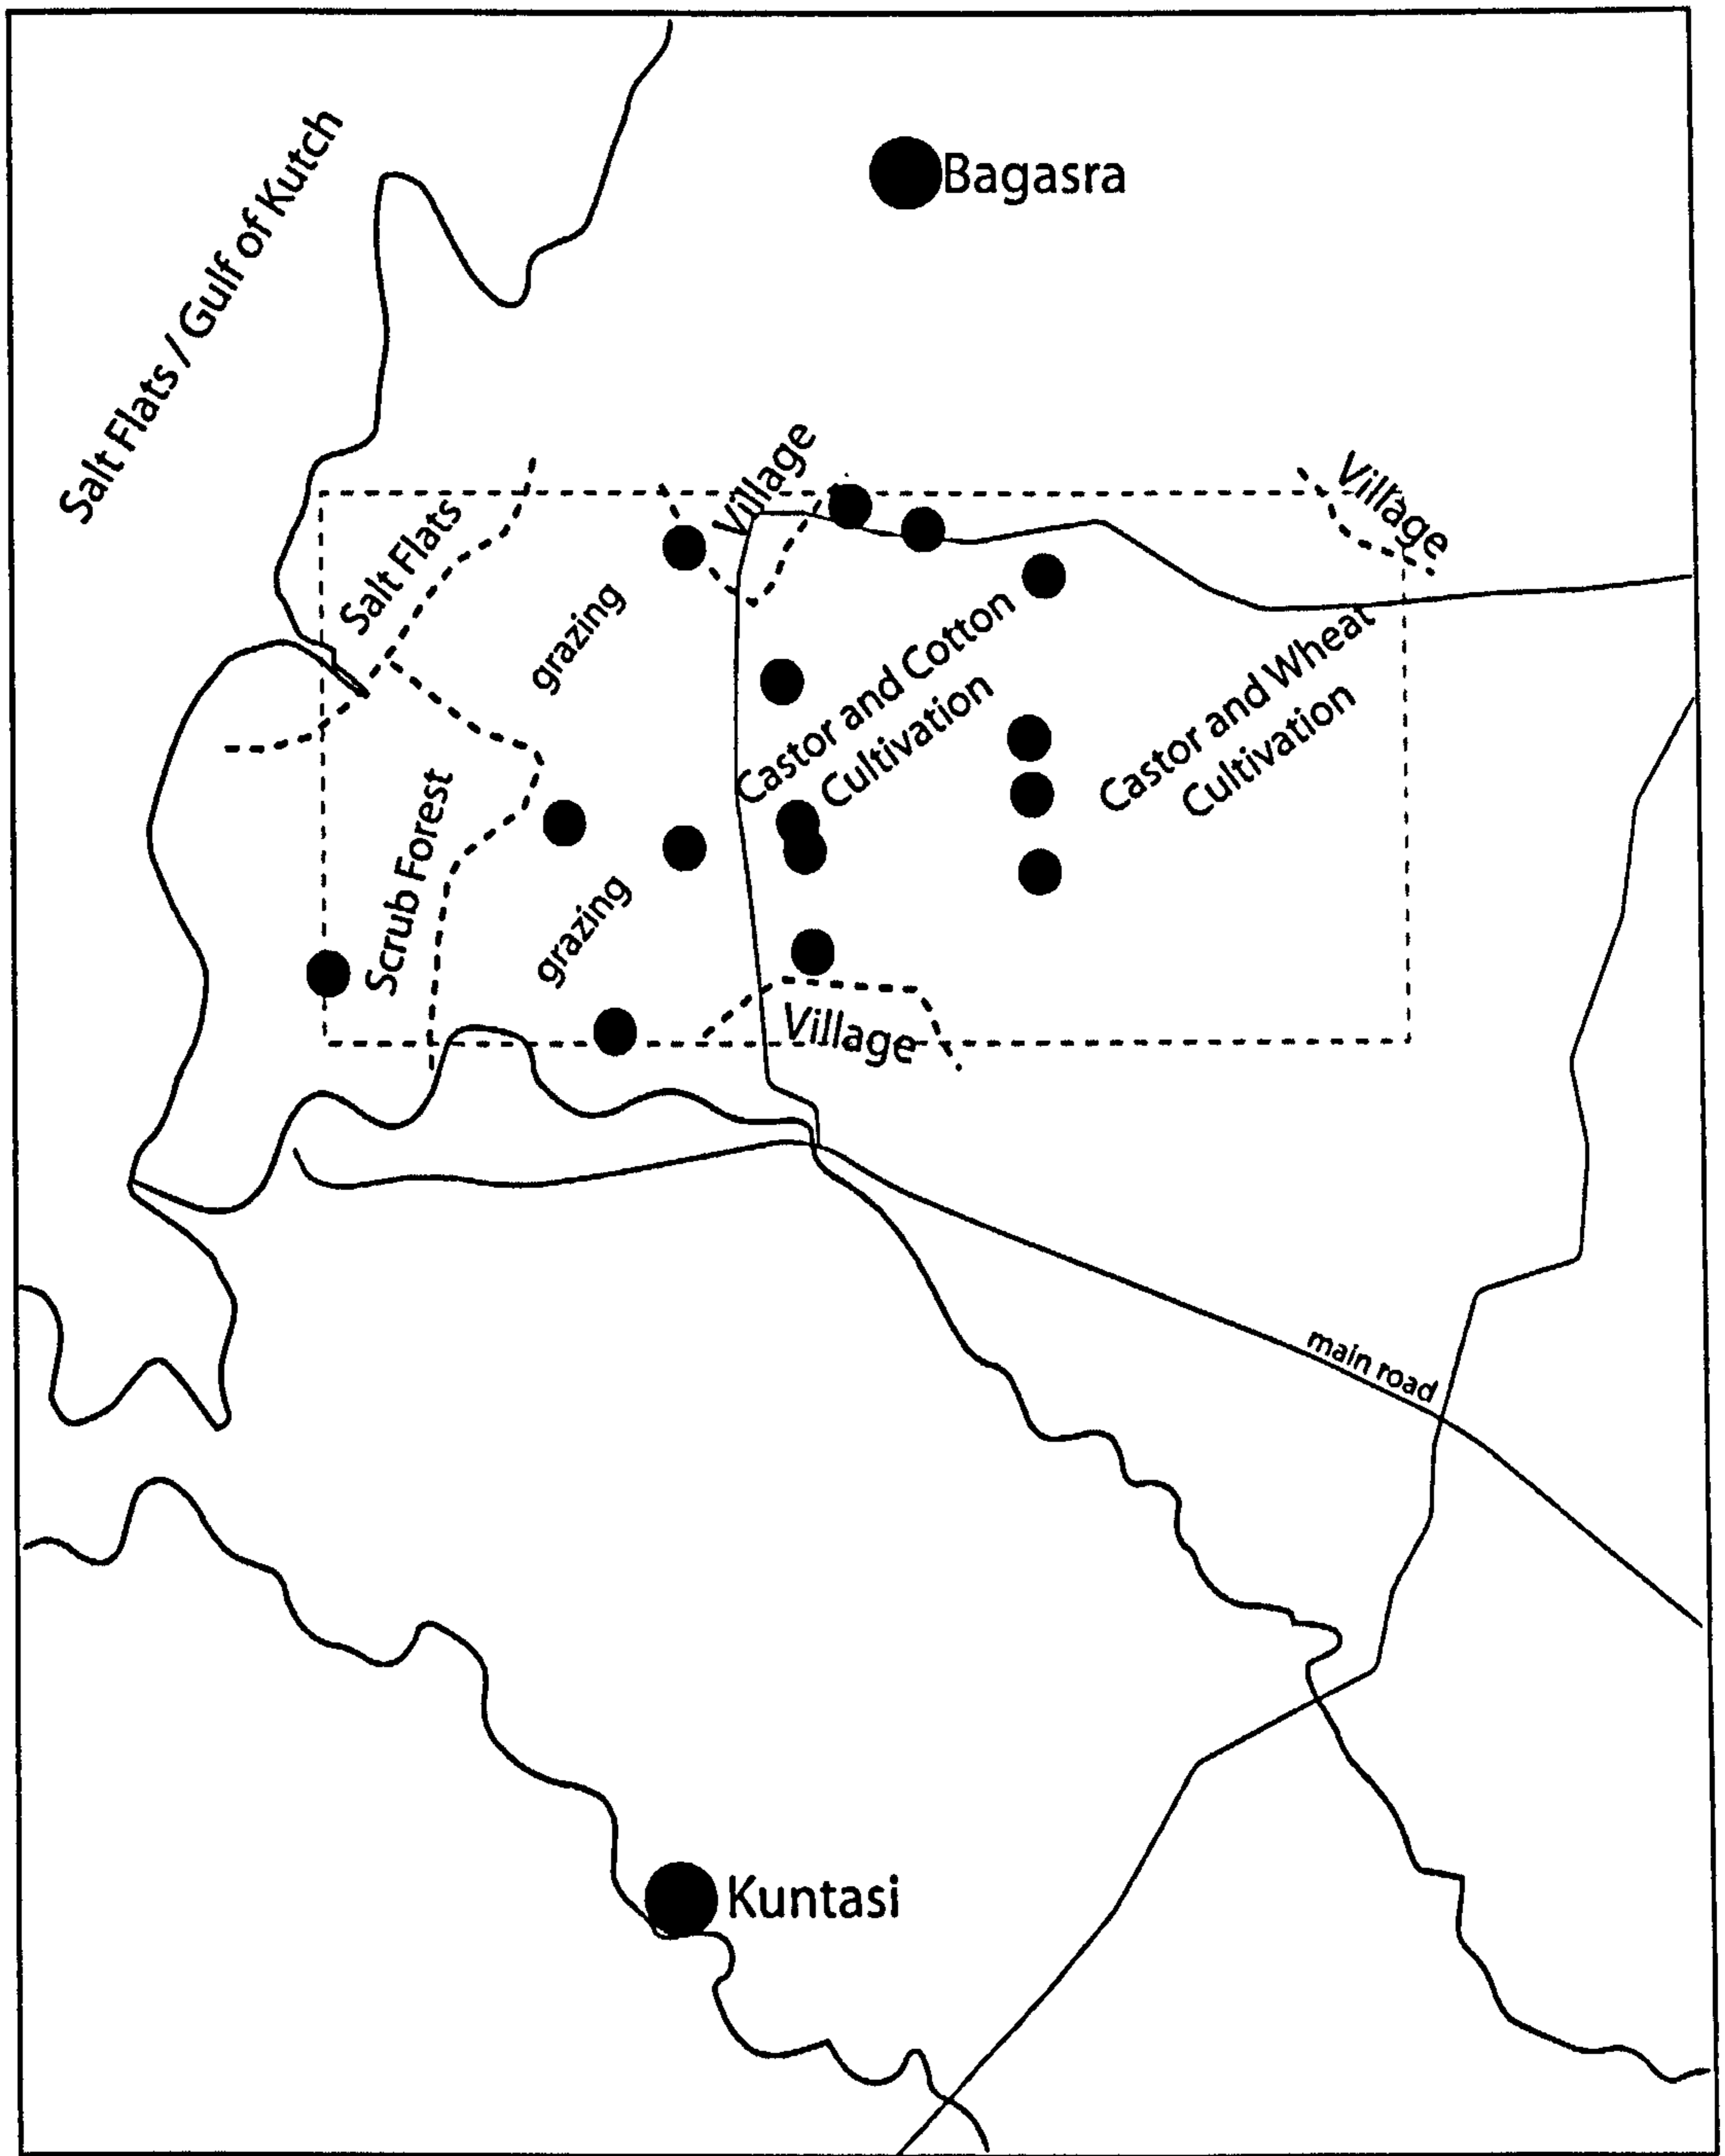 Salt Flats / Gulf of Kutch
Bagasra
Village
Village
Salt Flats
grazing
Castor and Cotton
Cultivation
Castor and Wheat
Cultivation
Scrub Forest
grazing
Village
main road
Kuntasi